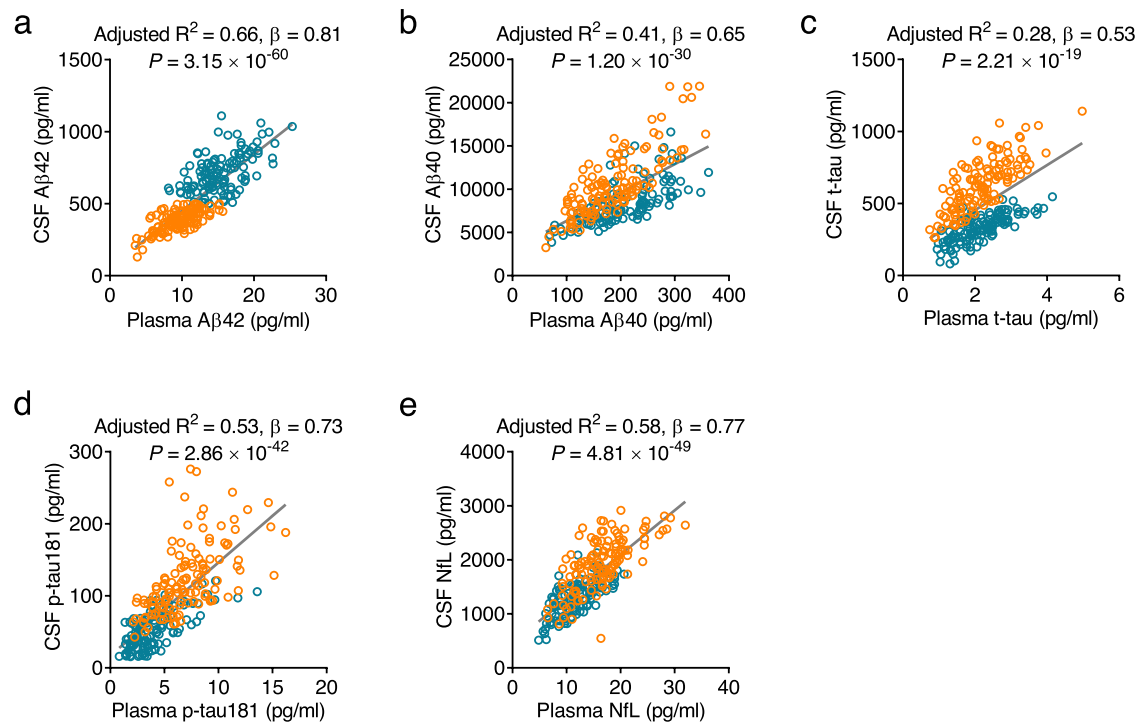 a
Adjusted R² = 0.66, β = 0.81
P = 3.15 × 10⁻⁶⁰
1500
1000
500
0
CSF Aβ42 (pg/ml)
0 10 20 30
Plasma Aβ42 (pg/ml)
b
Adjusted R² = 0.41, β = 0.65
P = 1.20 × 10⁻³⁰
25000
20000
15000
10000
5000
0
CSF Aβ40 (pg/ml)
0 100 200 300 400
Plasma Aβ40 (pg/ml)
c
Adjusted R² = 0.28, β = 0.53
P = 2.21 × 10⁻¹⁹
1500
1000
500
0
CSF t-tau (pg/ml)
0 2 4 6
Plasma t-tau (pg/ml)
d
Adjusted R² = 0.53, β = 0.73
P = 2.86 × 10⁻⁴²
300
200
100
0
CSF p-tau181 (pg/ml)
0 5 10 15 20
Plasma p-tau181 (pg/ml)
e
Adjusted R² = 0.58, β = 0.77
P = 4.81 × 10⁻⁴⁹
4000
3000
2000
1000
0
CSF NfL (pg/ml)
0 10 20 30 40
Plasma NfL (pg/ml)